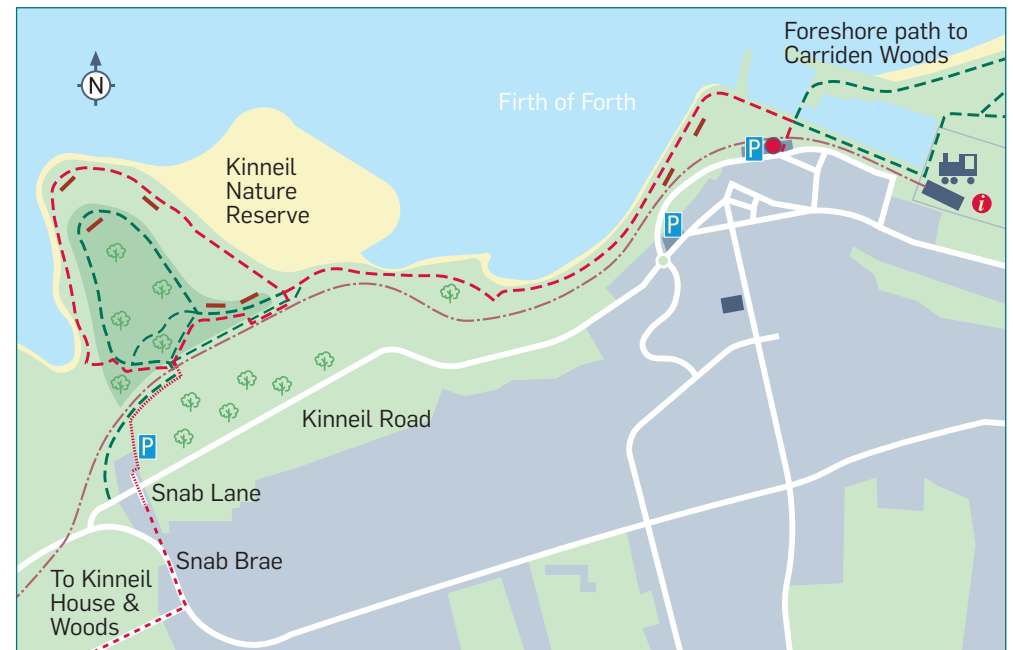 Foreshore path to
Carriden Woods
N
Firth of Forth
P
Kinneil
Nature
Reserve
i
P
Kinneil Road
P
Snab Lane
Snab Brae
To Kinneil
House &
Woods